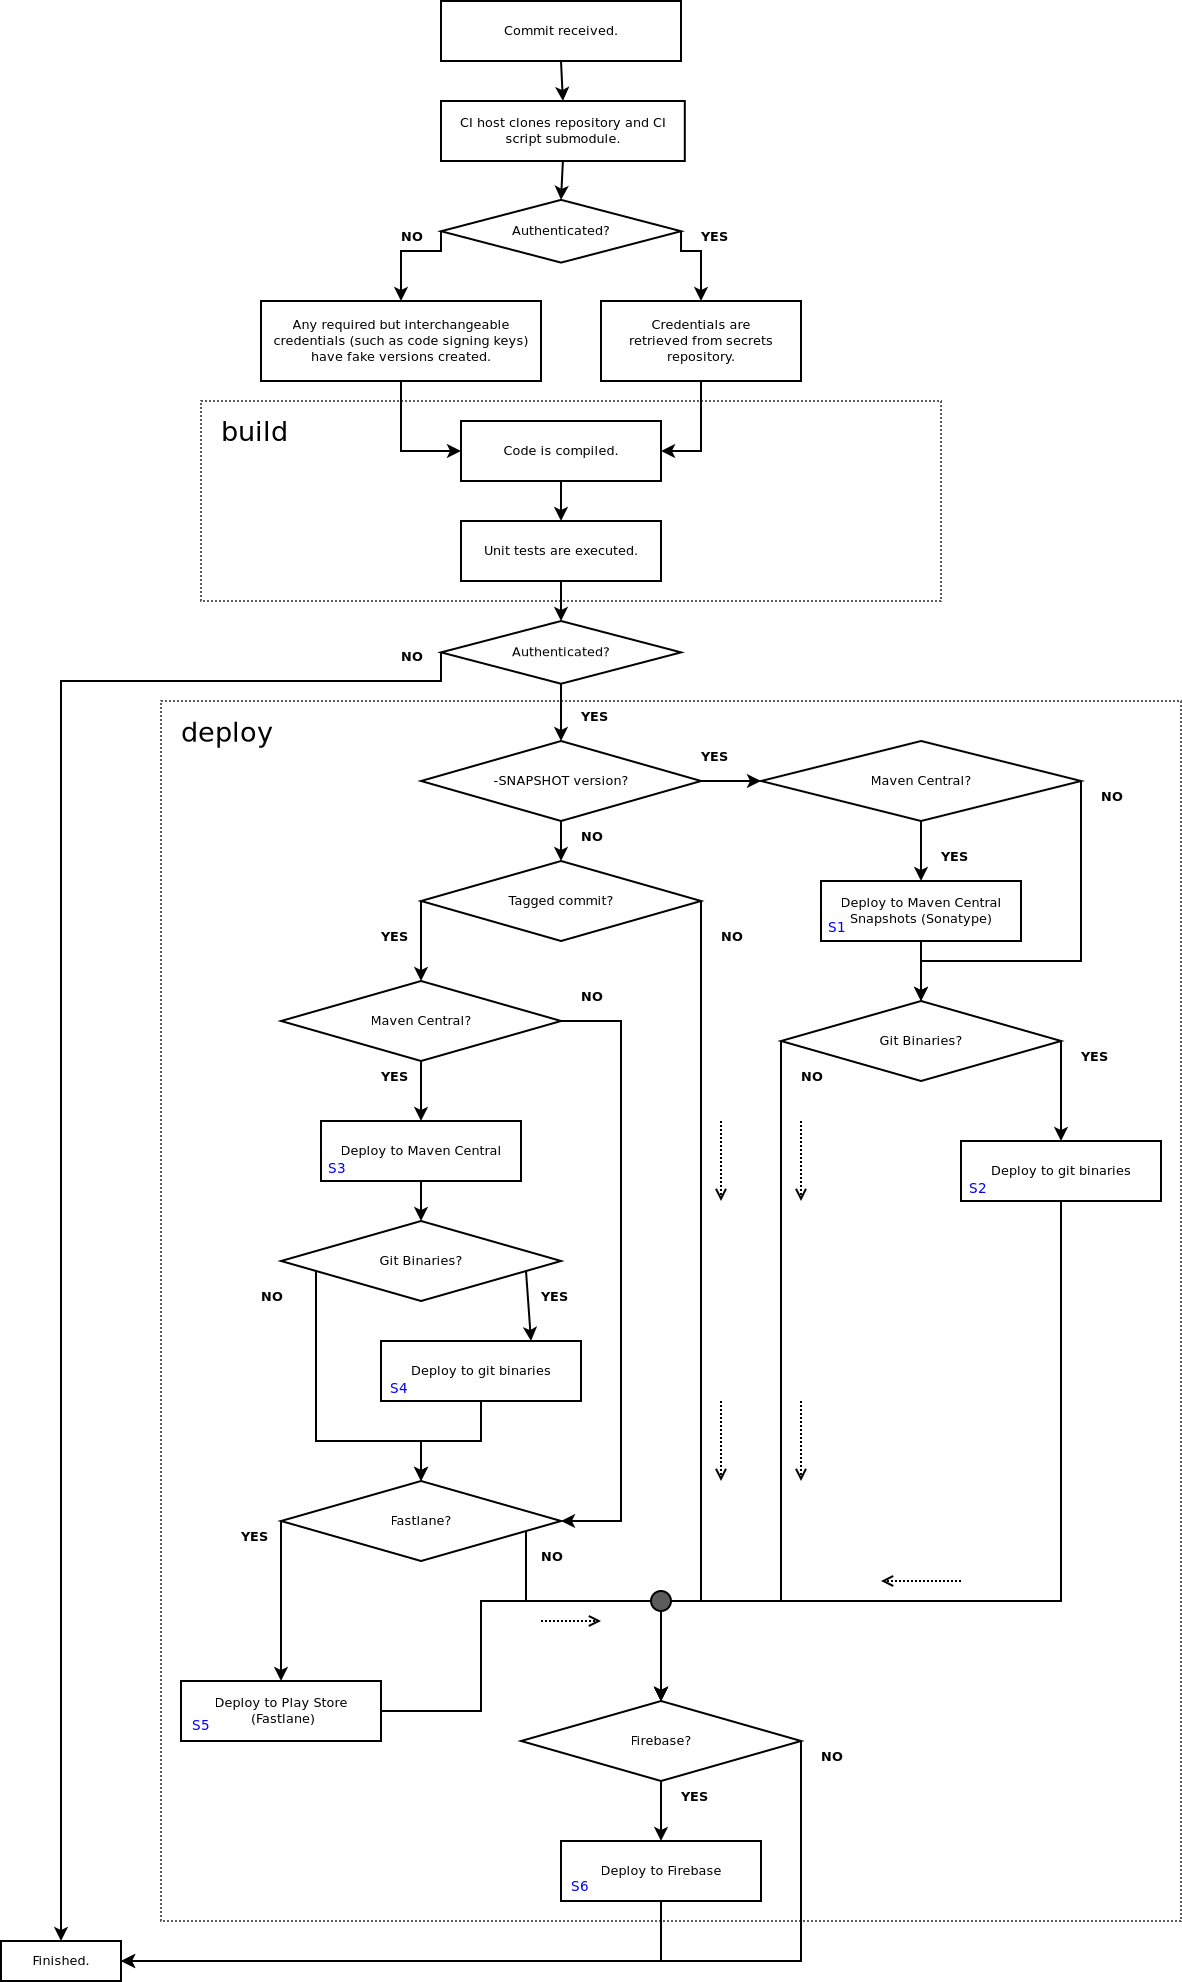 Commit received.
CI host clones repository and CI
script submodule.
Authenticated?
NO
YES
Any required but interchangeable
credentials (such as code signing keys)
have fake versions created.
Credentials are
retrieved from secrets
repository.
build
Code is compiled.
Unit tests are executed.
Authenticated?
NO
YES
deploy
-SNAPSHOT version?
YES
Maven Central?
NO
NO
YES
Tagged commit?
Deploy to Maven Central
Snapshots (Sonatype)
S1
YES
NO
Maven Central?
NO
Git Binaries?
YES
YES
NO
Deploy to Maven Central
S3
Deploy to git binaries
S2
Git Binaries?
NO
YES
Deploy to git binaries
S4
Fastlane?
YES
NO
Deploy to Play Store
(Fastlane)
S5
Firebase?
NO
YES
Deploy to Firebase
S6
Finished.